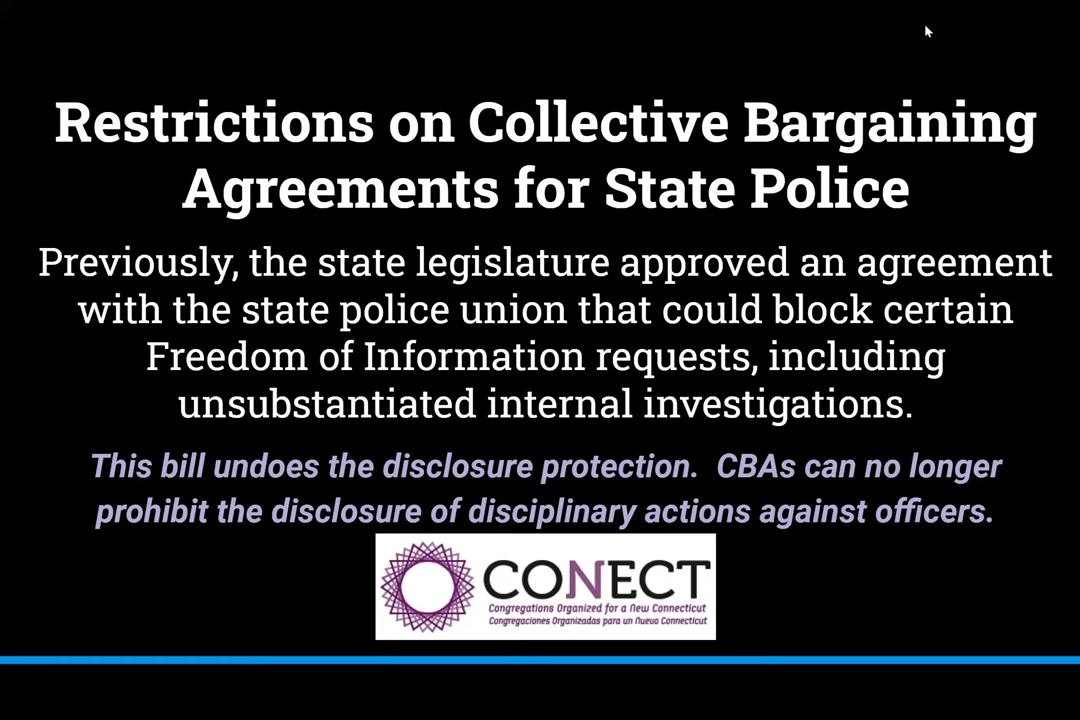 Restrictions on Collective Bargaining
Agreements for State Police
Previously, the state legislature approved an agreement
with the state police union that could block certain
Freedom of Information requests, including
unsubstantiated internal investigations.
This bill undoes the disclosure protection.  CBAs can no longer
prohibit the disclosure of disciplinary actions against officers.
CONECT
Congregations Organized for a New Connecticut
Congregaciones Organizadas para un Nuevo Connecticut